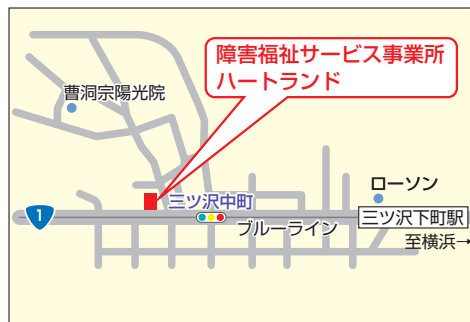 障害福祉サービス事業所
ハートランド
曹洞宗陽光院
ローソン
三ツ沢中町
1
ブルーライン
三ツ沢下町駅
至横浜→